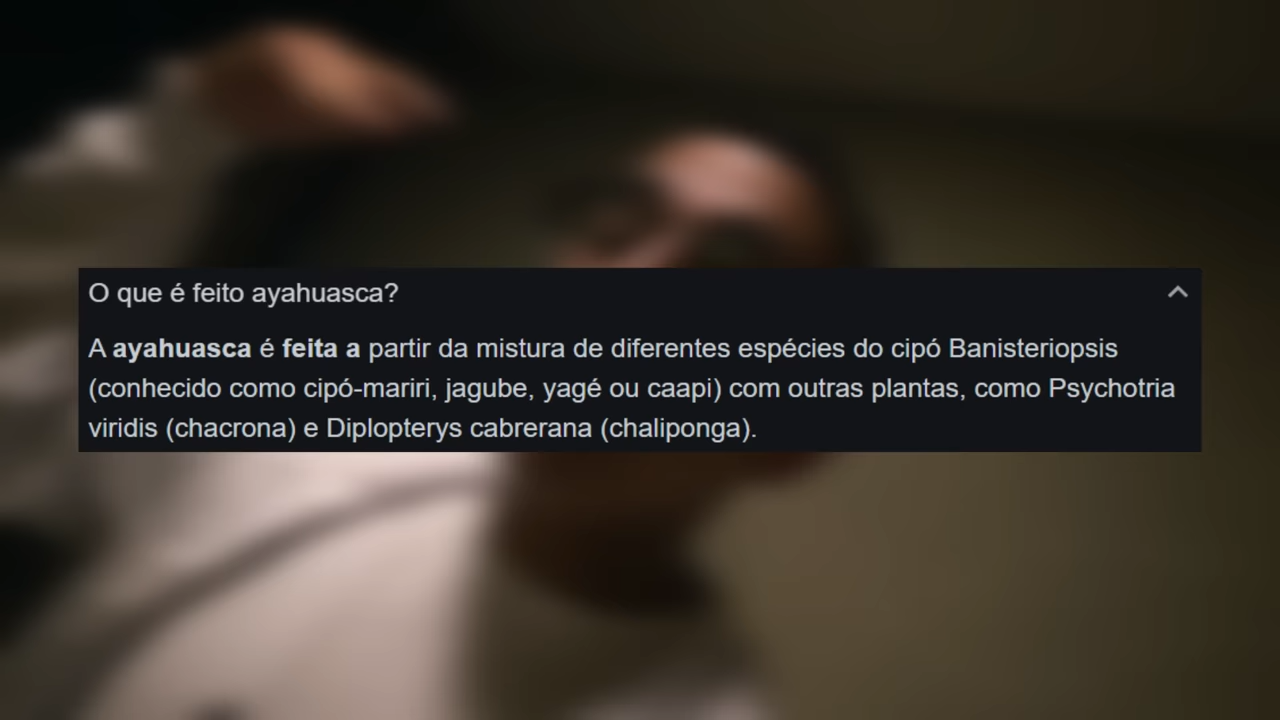 O que é feito ayahuasca?
A ayahuasca é feita a partir da mistura de diferentes espécies do cipó Banisteriopsis
(conhecido como cipó-mariri, jagube, yagé ou caapi) com outras plantas, como Psychotria
viridis (chacrona) e Diplopterys cabrerana (chaliponga).